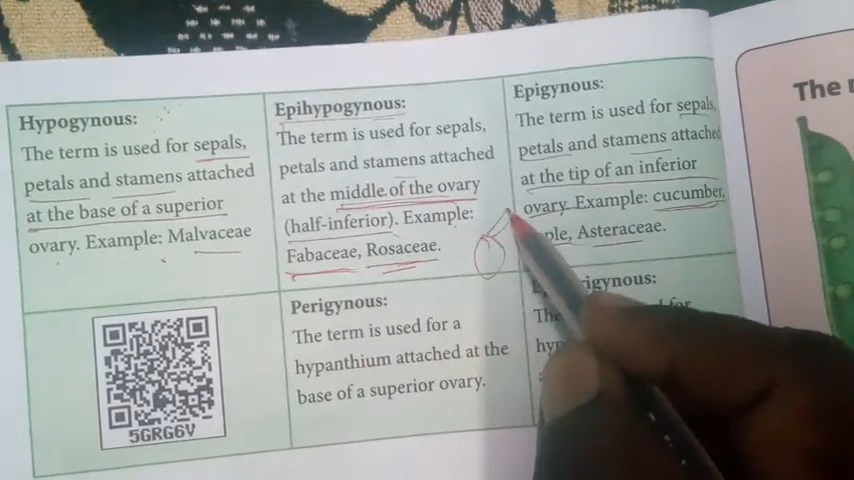 Hypogynous:
The term is used for sepals,
petals and stamens attached
at the base of a superior
ovary. Example: Malvaceae
Epihypogynous:
The term is used for sepals,
petals and stamens attached
at the middle of the ovary
(half-inferior). Example:
Fabaceae, Rosaceae.
Epigynous:
The term is used for sepals,
petals and stamens attached
at the tip of an inferior
ovary. Example: cucumber,
Asteraceae.
5GRG6V
Perigynous:
The term is used for a
hypanthium attached at the
base of a superior ovary.
The